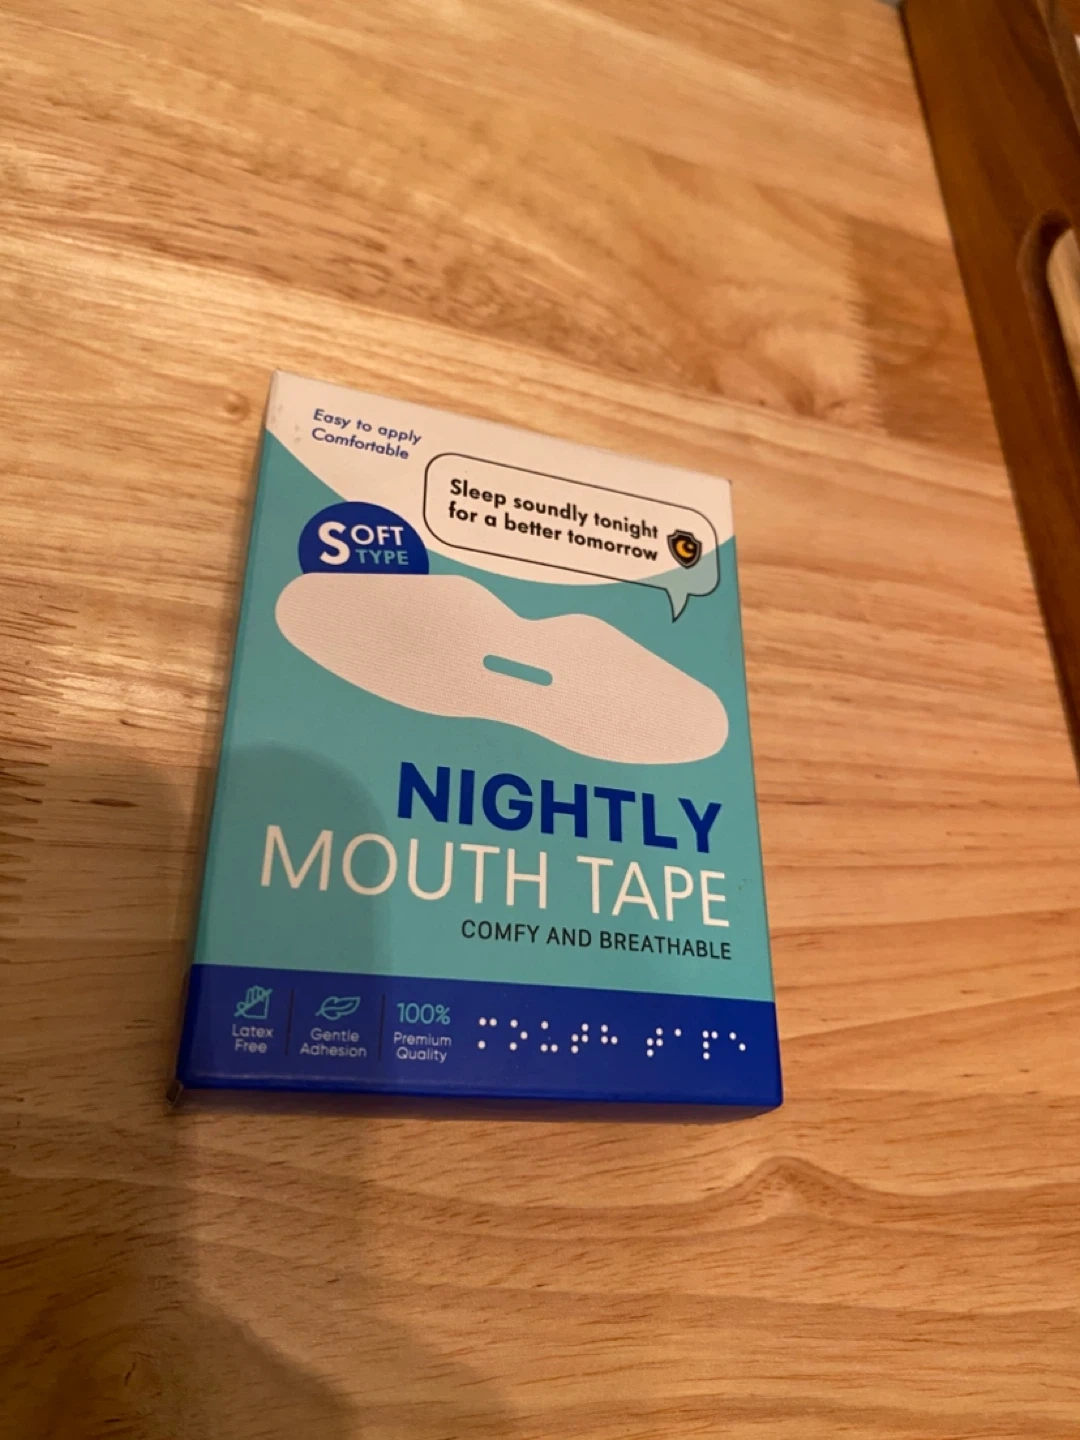 Easy to apply
Comfortable
Sleep soundly tonight
for a better tomorrow
SOFT
TYPE
NIGHTLY
MOUTH TAPE
COMFY AND BREATHABLE
Latex
Free
Gentle
Adhesion
100%
Premium
Quality
⠍⠕⠥⠞⠓ ⠞⠁⠏⠑